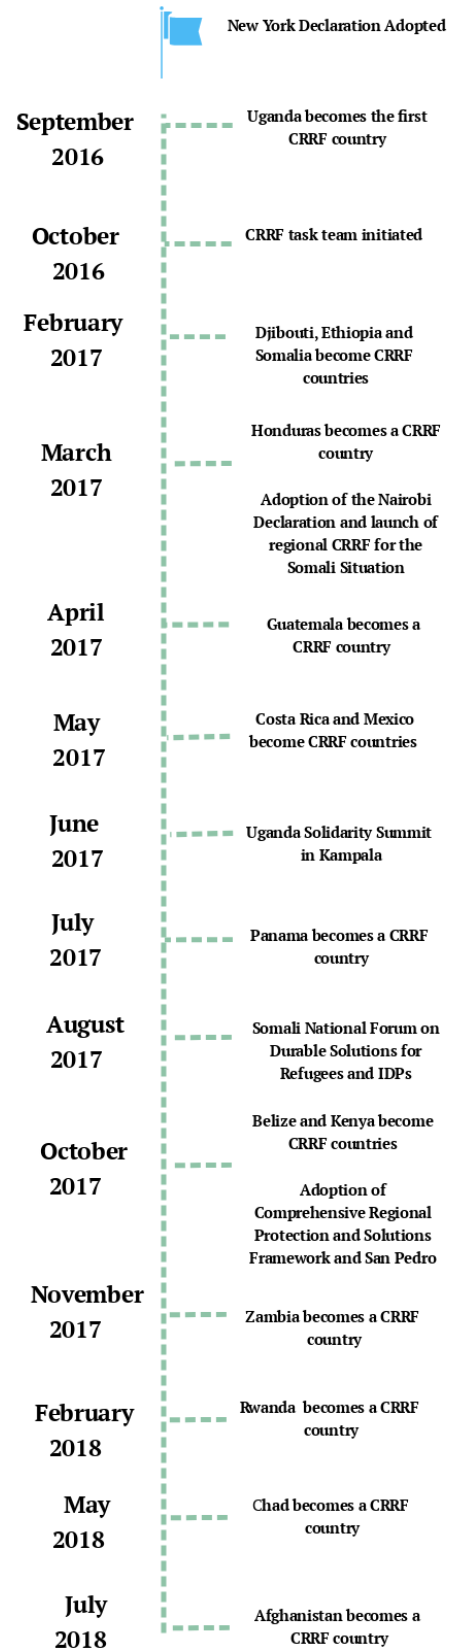 New York Declaration Adopted
September
2016
Uganda becomes the first
CRRF country
October
2016
CRRF task team initiated
February
2017
Djibouti, Ethiopia and
Somalia become CRRF
countries
March
2017
Honduras becomes a CRRF
country
Adoption of the Nairobi
Declaration and launch of
regional CRRF for the
Somali Situation
April
2017
Guatemala becomes a
CRRF country
May
2017
Costa Rica and Mexico
become CRRF countries
June
2017
Uganda Solidarity Summit
in Kampala
July
2017
Panama becomes a CRRF
country
August
2017
Somali National Forum on
Durable Solutions for
Refugees and IDPs
October
2017
Belize and Kenya become
CRRF countries
Adoption of
Comprehensive Regional
Protection and Solutions
Framework and San Pedro
November
2017
Zambia becomes a CRRF
country
February
2018
Rwanda becomes a CRRF
country
May
2018
Chad becomes a CRRF
country
July
2018
Afghanistan becomes a
CRRF country